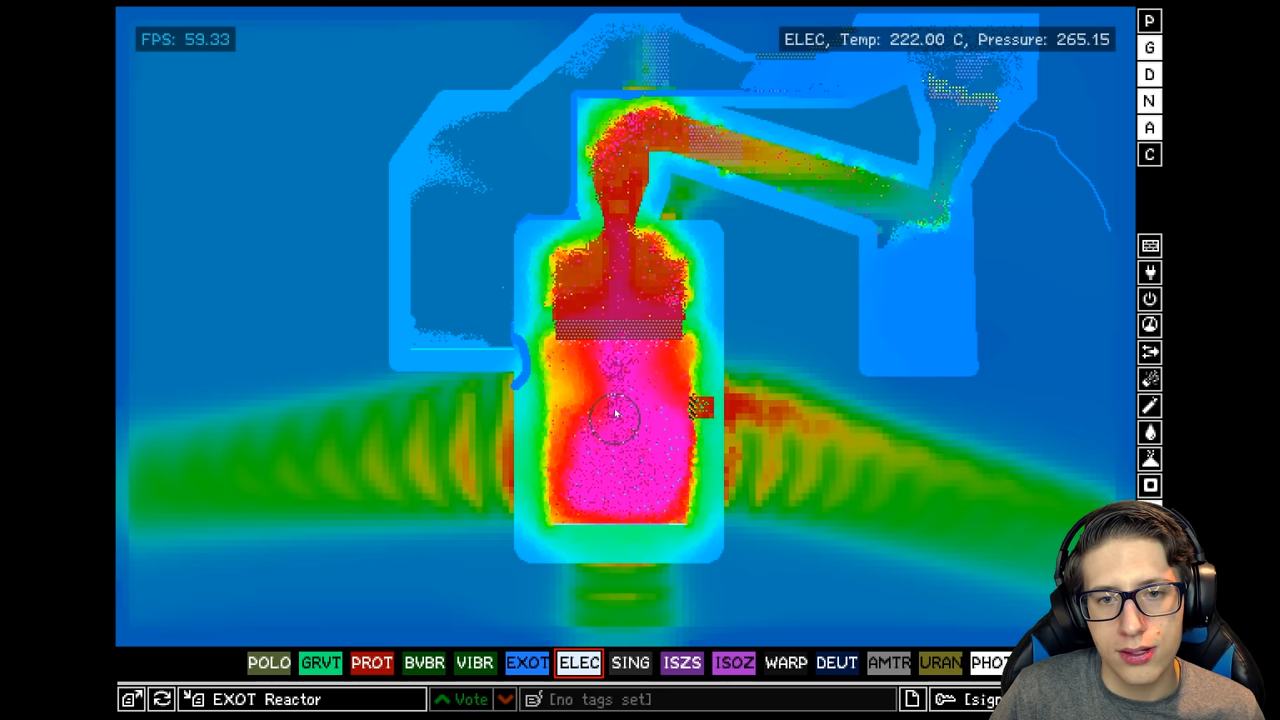 FPS: 59.33
ELEC, Temp: 222.00 C, Pressure: 265.15
P
G
D
N
A
C
POLO GRVT PROT BVBR VIBR EXOT ELEC SING ISZS ISOZ WARP DEUT AMTR URAN
EXOT Reactor Vote [no tags set]